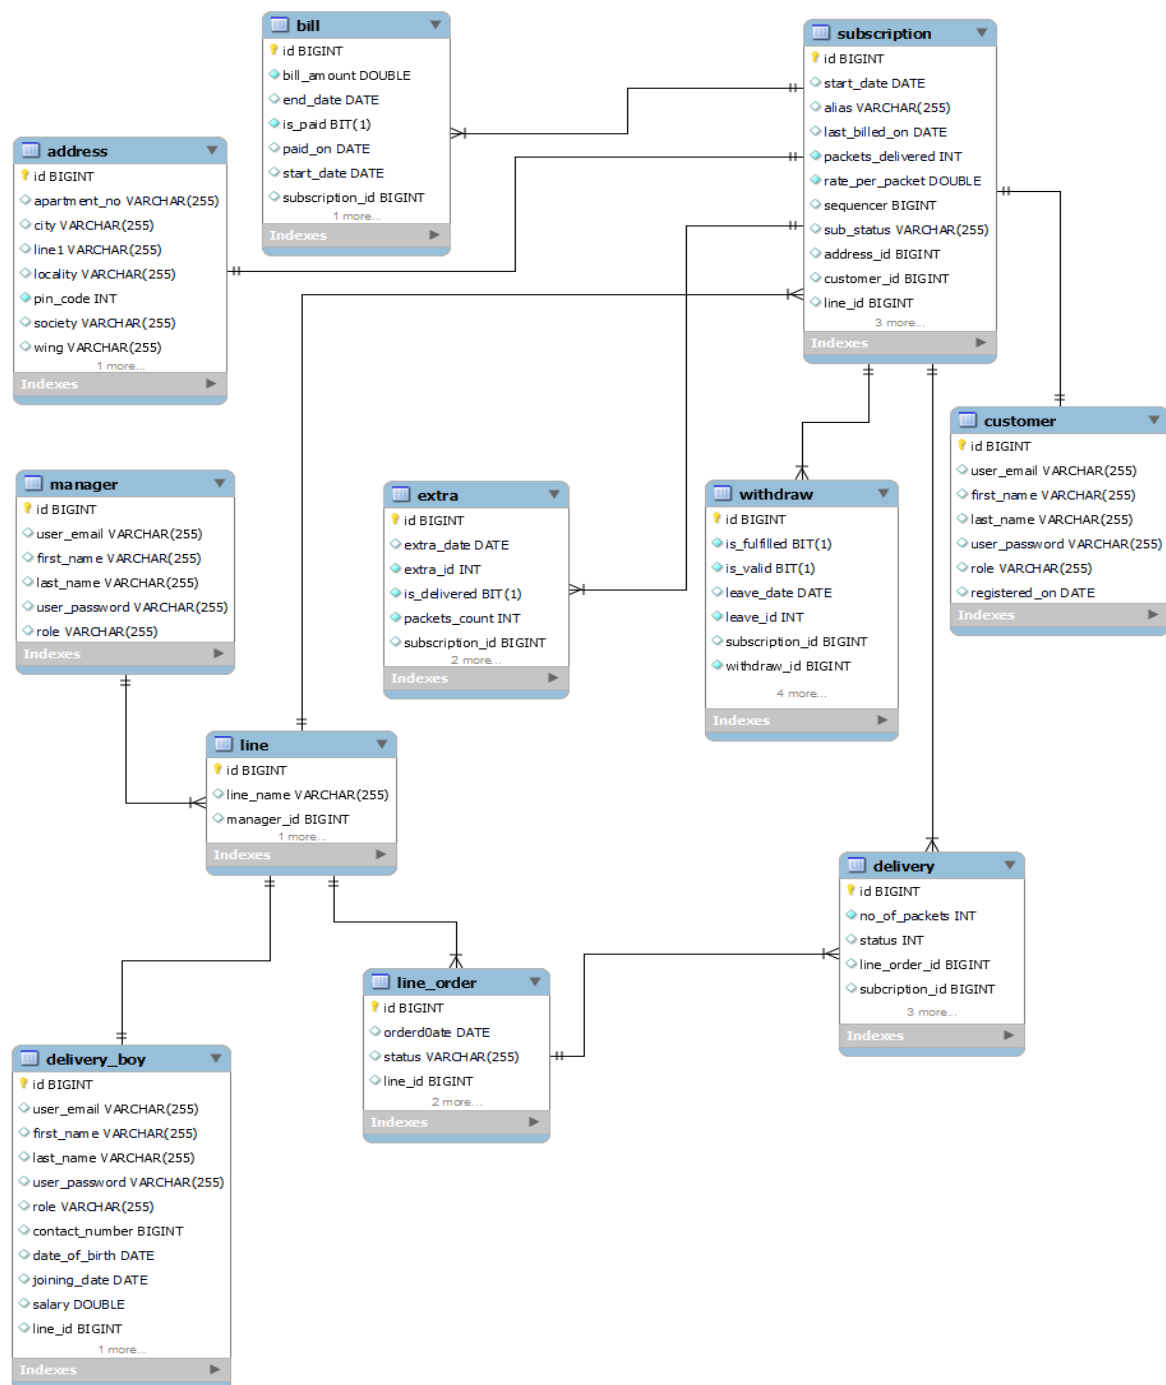 bill
id BIGINT
bill_amount DOUBLE
end_date DATE
is_paid BIT(1)
paid_on DATE
start_date DATE
subscription_id BIGINT
1 more...
Indexes
subscription
id BIGINT
start_date DATE
alias VARCHAR(255)
last_billed_on DATE
packets_delivered INT
rate_per_packet DOUBLE
sequencer BIGINT
sub_status VARCHAR(255)
address_id BIGINT
customer_id BIGINT
line_id BIGINT
3 more...
Indexes
address
id BIGINT
apartment_no VARCHAR(255)
city VARCHAR(255)
line1 VARCHAR(255)
locality VARCHAR(255)
pin_code INT
society VARCHAR(255)
wing VARCHAR(255)
1 more...
Indexes
customer
id BIGINT
user_email VARCHAR(255)
first_name VARCHAR(255)
last_name VARCHAR(255)
user_password VARCHAR(255)
role VARCHAR(255)
registered_on DATE
Indexes
manager
id BIGINT
user_email VARCHAR(255)
first_name VARCHAR(255)
last_name VARCHAR(255)
user_password VARCHAR(255)
role VARCHAR(255)
Indexes
extra
id BIGINT
extra_date DATE
extra_id INT
is_delivered BIT(1)
packets_count INT
subscription_id BIGINT
2 more...
Indexes
withdraw
id BIGINT
is_fulfilled BIT(1)
is_valid BIT(1)
leave_date DATE
leave_id INT
subscription_id BIGINT
withdraw_id BIGINT
4 more...
Indexes
line
id BIGINT
line_name VARCHAR(255)
manager_id BIGINT
1 more...
Indexes
delivery
id BIGINT
no_of_packets INT
status INT
line_order_id BIGINT
subcription_id BIGINT
3 more...
Indexes
line_order
id BIGINT
orderd0ate DATE
status VARCHAR(255)
line_id BIGINT
2 more...
Indexes
delivery_boy
id BIGINT
user_email VARCHAR(255)
first_name VARCHAR(255)
last_name VARCHAR(255)
user_password VARCHAR(255)
role VARCHAR(255)
contact_number BIGINT
date_of_birth DATE
joining_date DATE
salary DOUBLE
line_id BIGINT
1 more...
Indexes